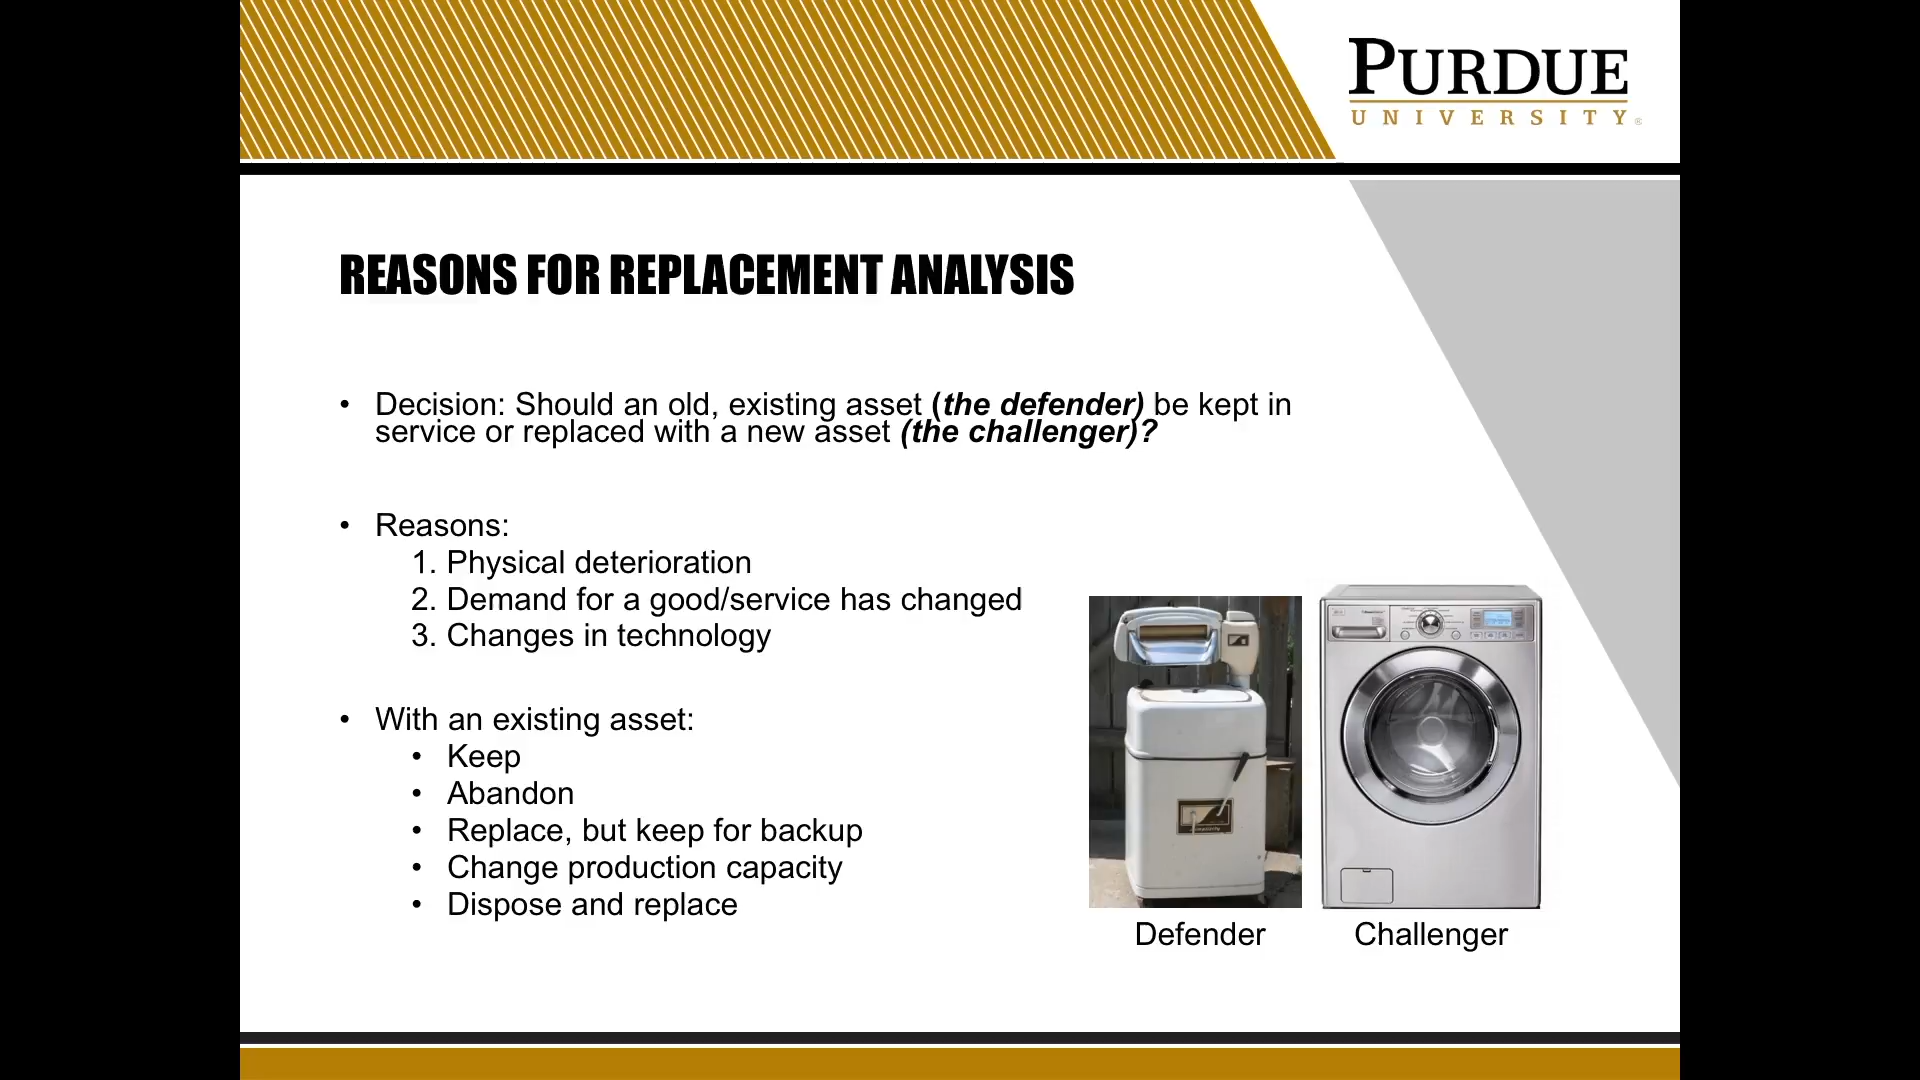 PURDUE
UNIVERSITY®
REASONS FOR REPLACEMENT ANALYSIS
• Decision: Should an old, existing asset (the defender) be kept in
service or replaced with a new asset (the challenger)?
• Reasons:
1. Physical deterioration
2. Demand for a good/service has changed
3. Changes in technology
• With an existing asset:
• Keep
• Abandon
• Replace, but keep for backup
• Change production capacity
• Dispose and replace
Defender
Challenger